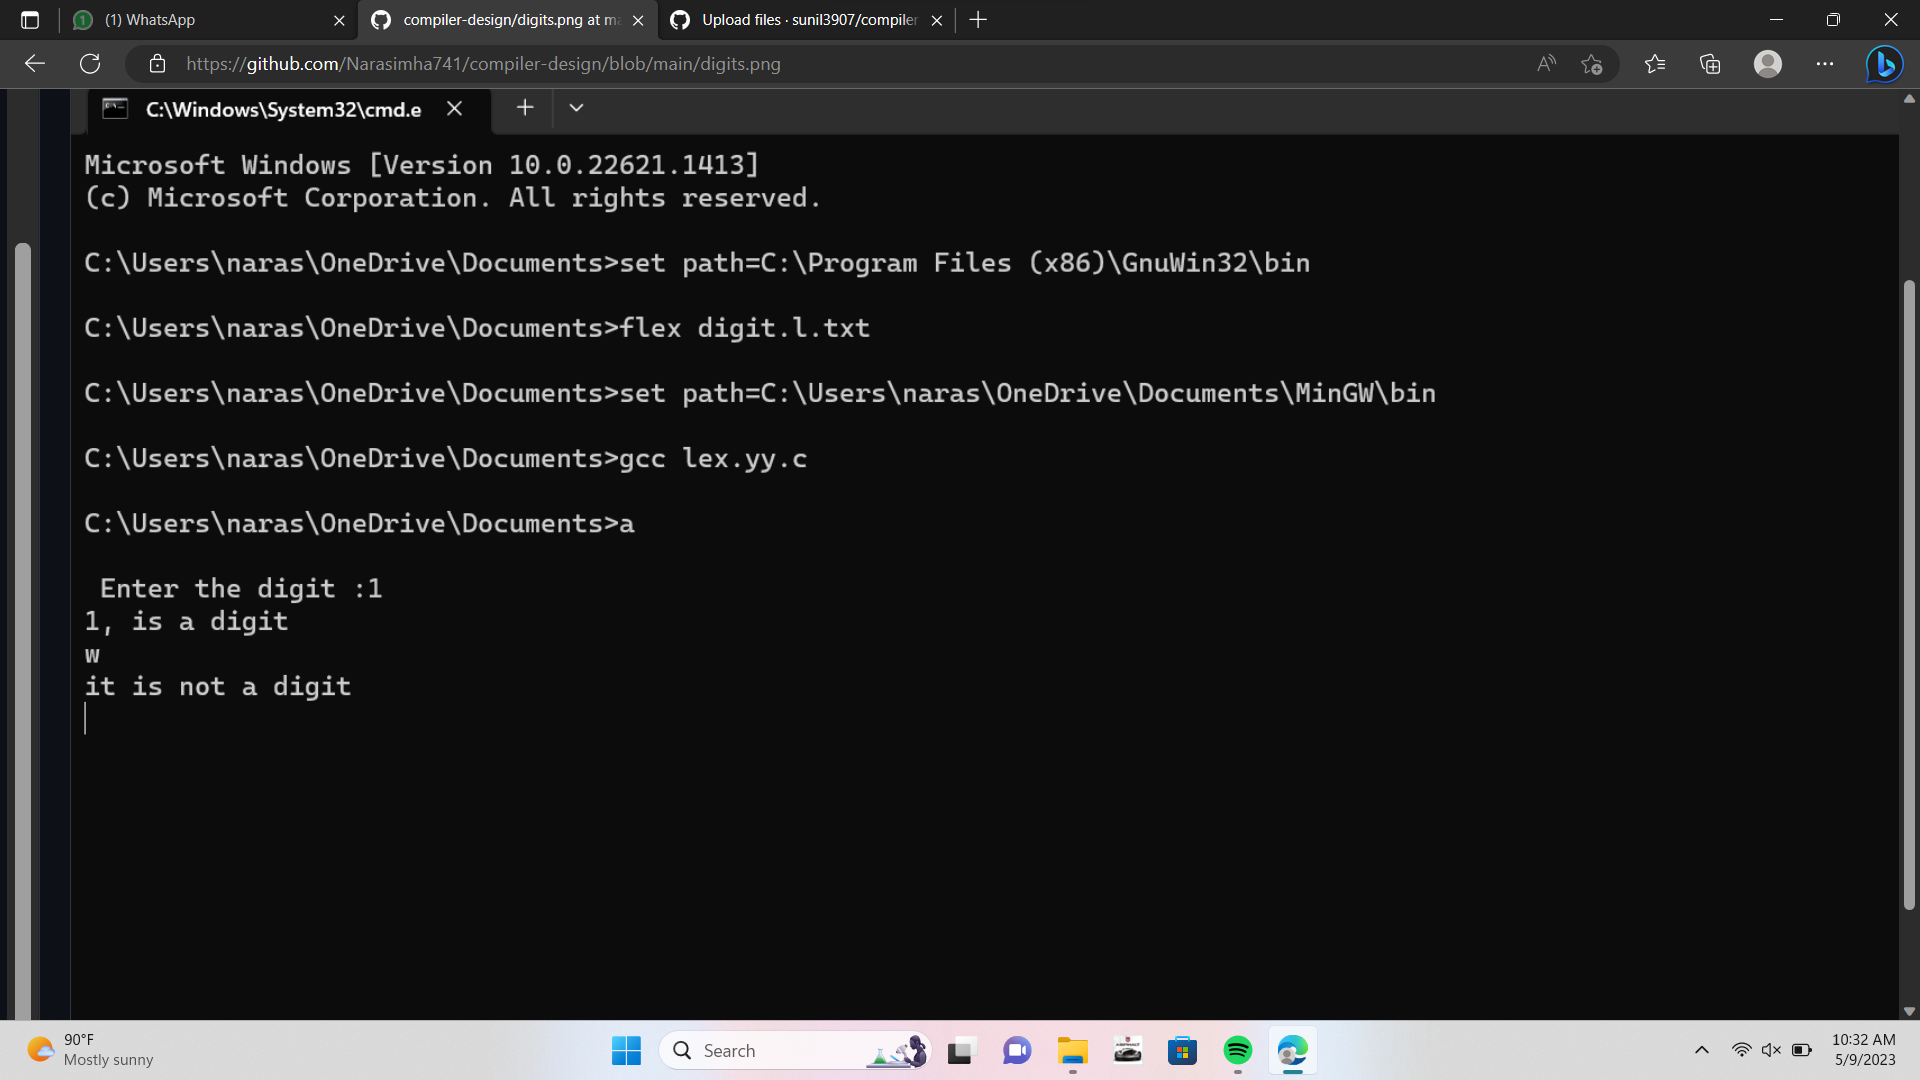 (1) WhatsApp
compiler-design/digits.png at ma
Upload files · sunil3907/compiler
https://github.com/Narasimha741/compiler-design/blob/main/digits.png
C:\Windows\System32\cmd.e
Microsoft Windows [Version 10.0.22621.1413]
(c) Microsoft Corporation. All rights reserved.
C:\Users\naras\OneDrive\Documents>set path=C:\Program Files (x86)\GnuWin32\bin
C:\Users\naras\OneDrive\Documents>flex digit.l.txt
C:\Users\naras\OneDrive\Documents>set path=C:\Users\naras\OneDrive\Documents\MinGW\bin
C:\Users\naras\OneDrive\Documents>gcc lex.yy.c
C:\Users\naras\OneDrive\Documents>a
Enter the digit :1
1, is a digit
w
it is not a digit
90°F
Mostly sunny
Search
10:32 AM
5/9/2023